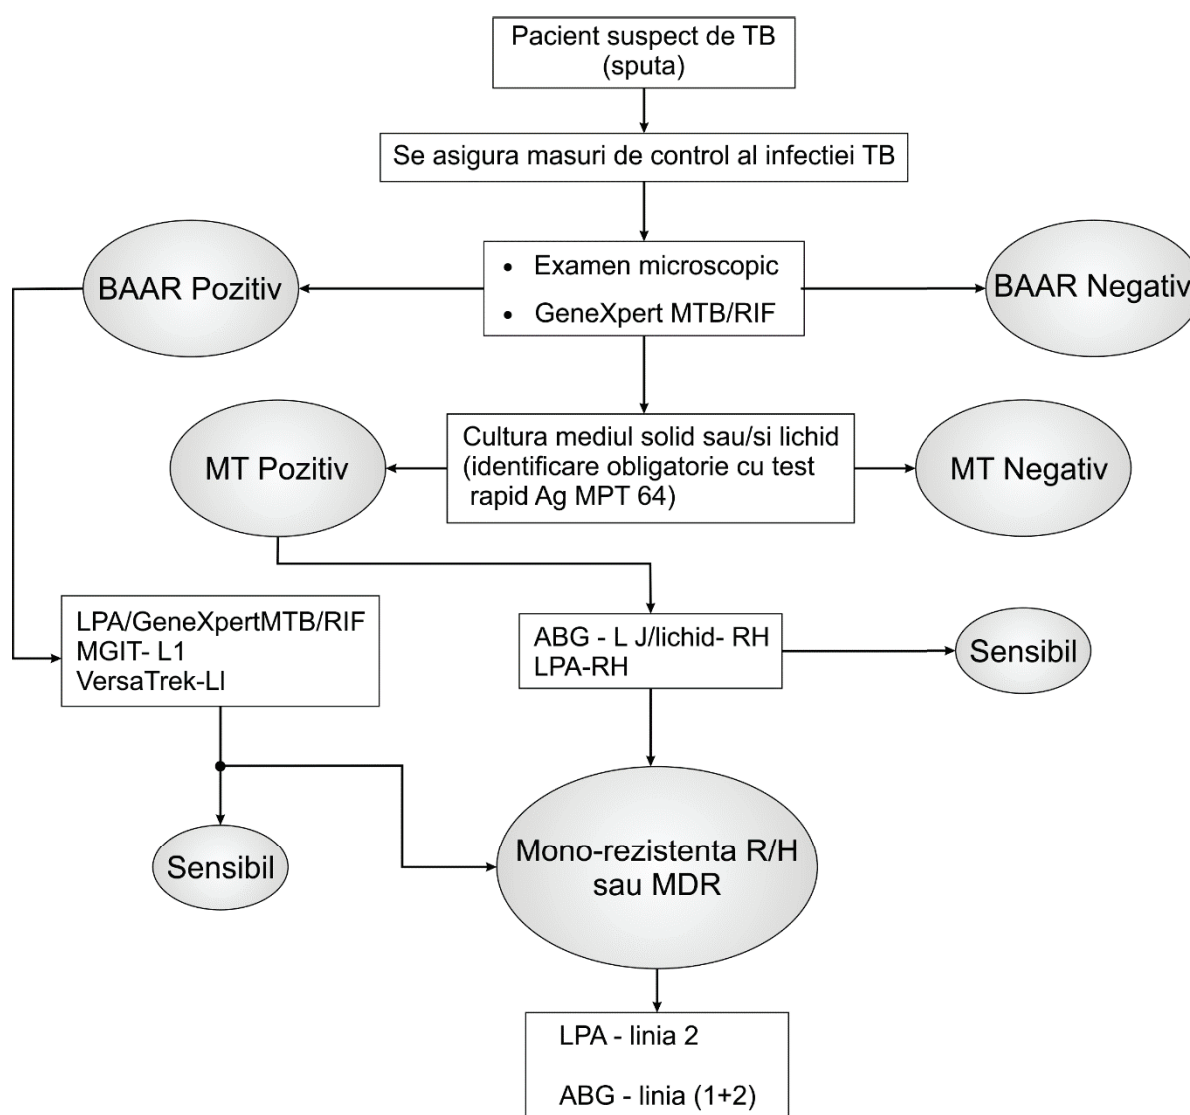 Pacient suspect de TB
(sputa)
Se asigura masuri de control al infectiei TB
BAAR Pozitiv
• Examen microscopic
• GeneXpert MTB/RIF
BAAR Negativ
MT Pozitiv
Cultura mediul solid sau/si lichid
(identificare obligatorie cu test
rapid Ag MPT 64)
MT Negativ
LPA/GeneXpertMTB/RIF
MGIT- L1
VersaTrek-LI
ABG - L J/lichid- RH
LPA-RH
Sensibil
Sensibil
Mono-rezistenta R/H
sau MDR
LPA - linia 2
ABG - linia (1+2)